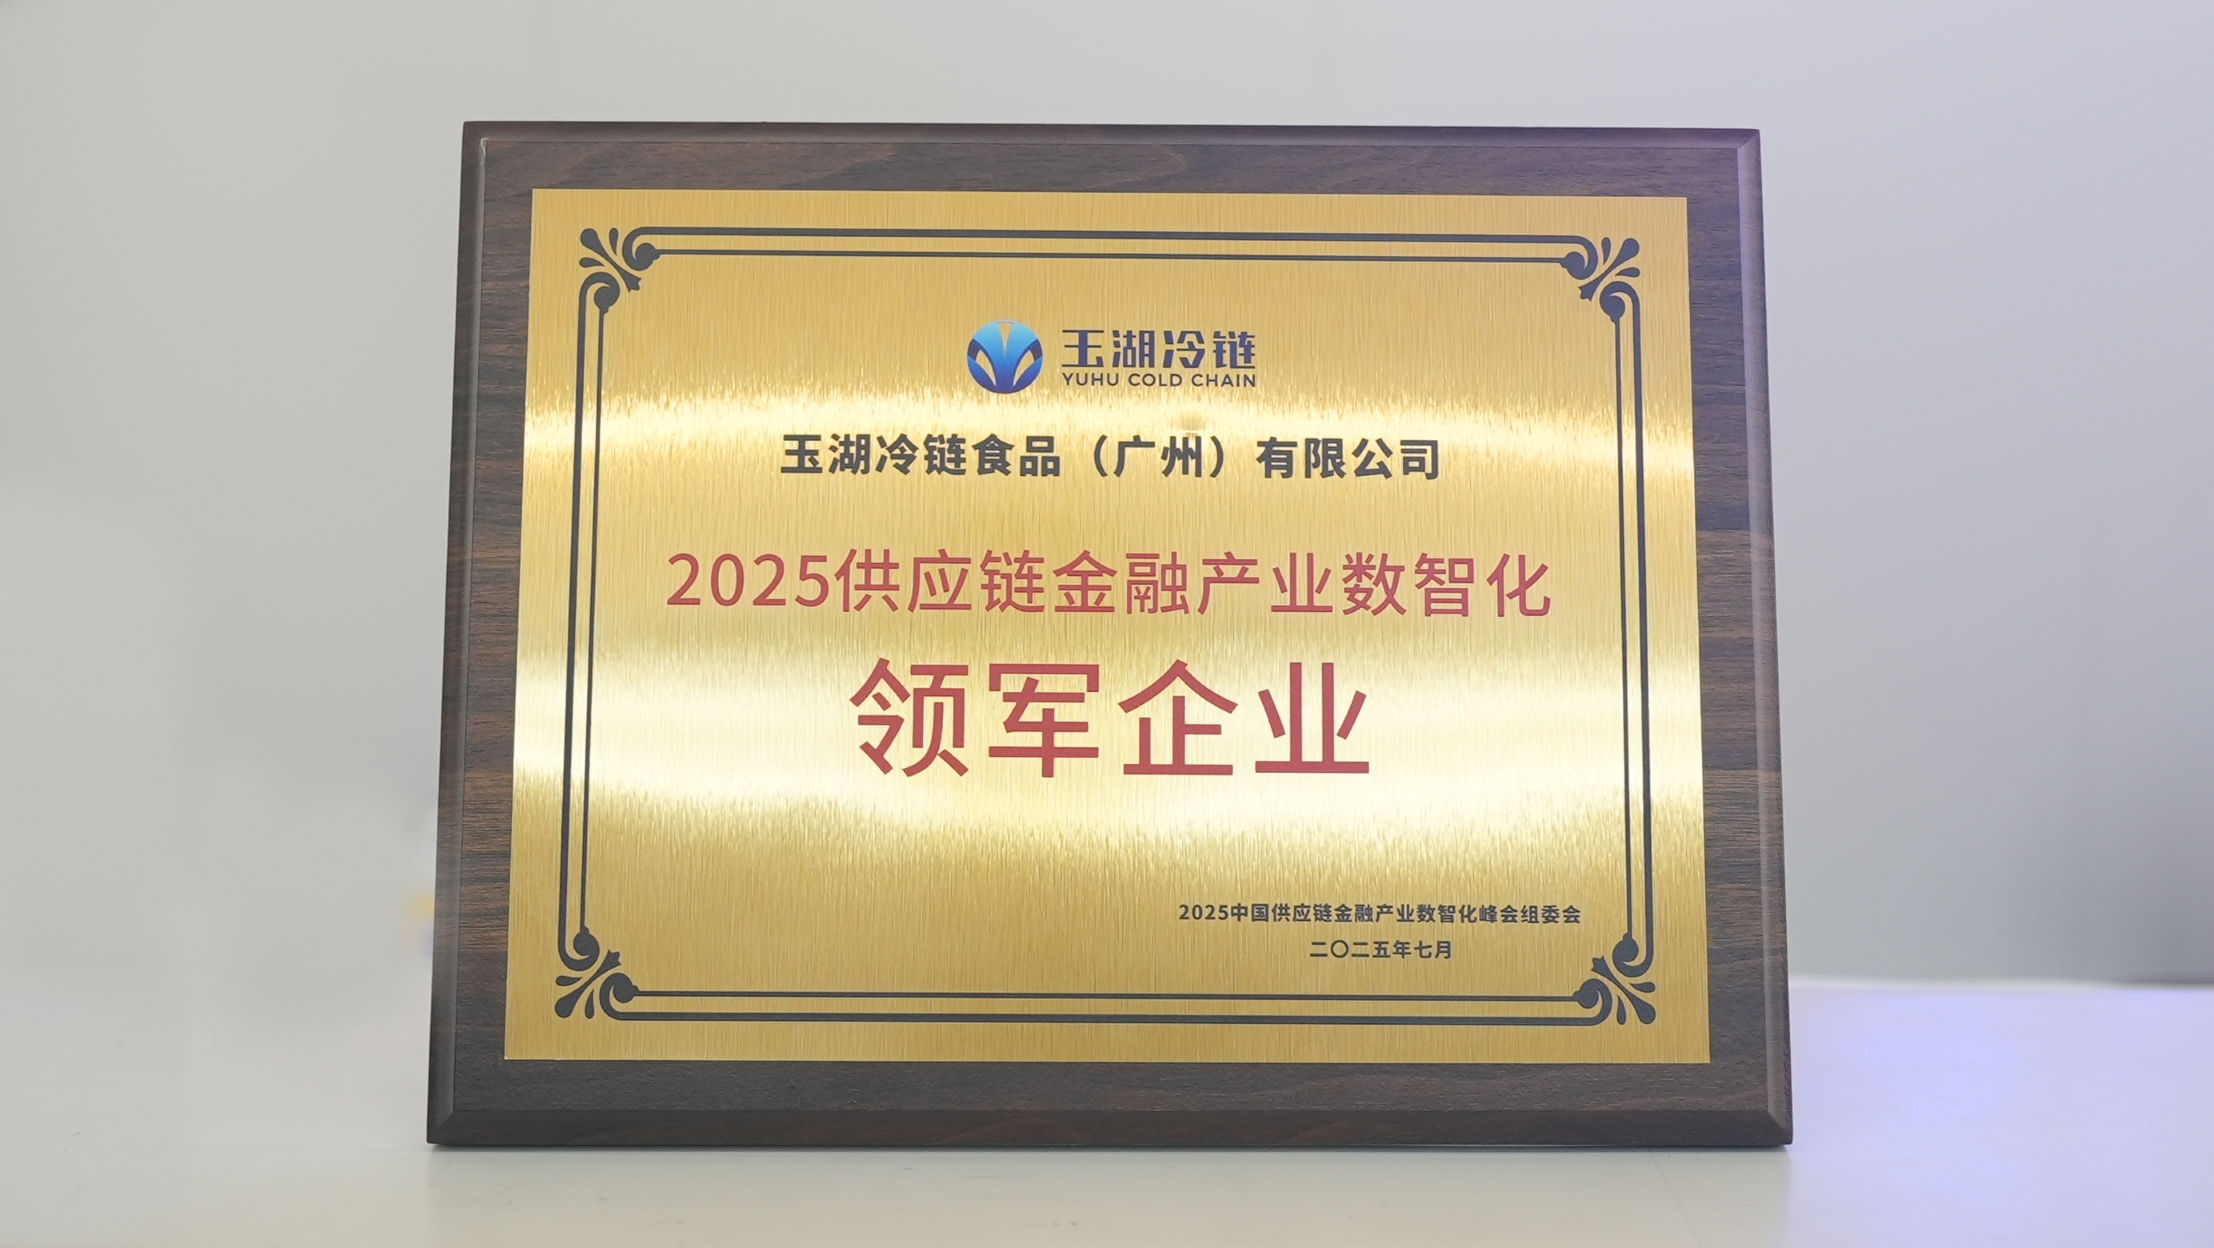 玉湖冷链
YUHU COLD CHAIN
玉湖冷链食品（广州）有限公司
2025供应链金融产业数智化
领军企业
2025中国供应链金融产业数智化峰会组委会
二〇二五年七月